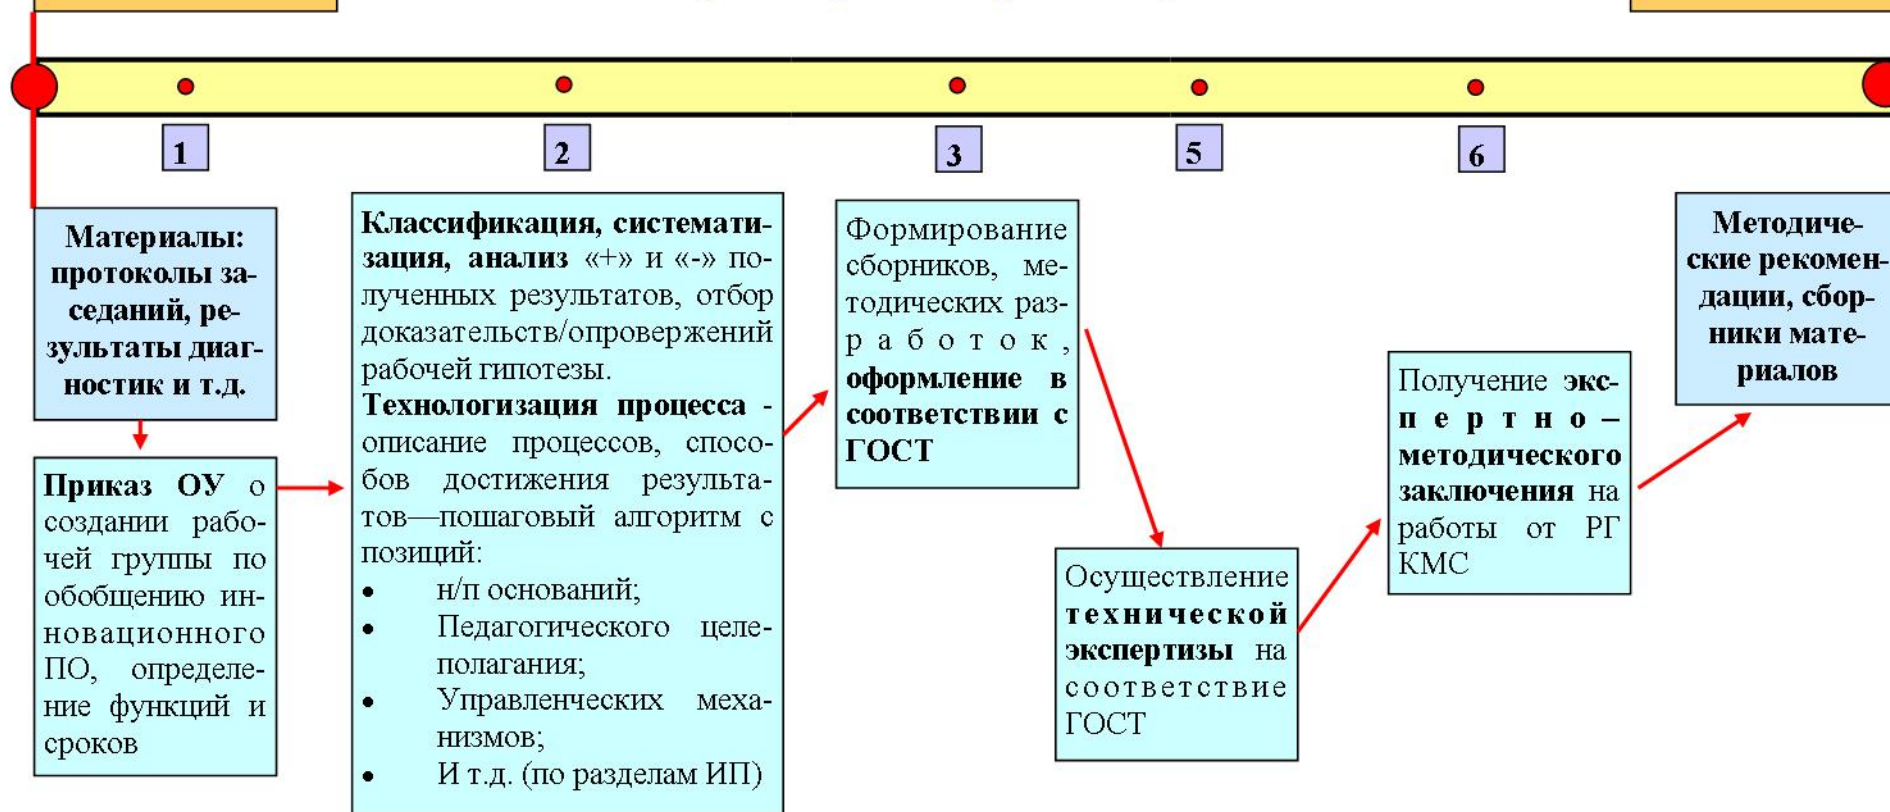 1
2
3
5
6
Материалы:
протоколы за-
седаний, ре-
зультаты диаг-
ностик и т.д.
Приказ ОУ о
создании рабо-
чей группы по
обобщению ин-
новационного
ПО, определе-
ние функций и
сроков
Классификация, системати-
зация, анализ «+» и «-» по-
лученных результатов, отбор
доказательств/опровержений
рабочей гипотезы.
Технологизация процесса -
описание процессов, спосо-
бов достижения результа-
тов—пошаговый алгоритм с
позиций:
• н/п оснований;
• Педагогического целе-
полагания;
• Управленческих меха-
низмов;
• И т.д. (по разделам ИП)
Формирование
сборников, ме-
тодических раз-
работок,
оформление в
соответствии с
ГОСТ
Осуществление
технической
экспертизы на
соответствие
ГОСТ
Получение экс-
пертно–
методического
заключения на
работы от РГ
КМС
Методиче-
ские рекомен-
дации, сбор-
ники мате-
риалов